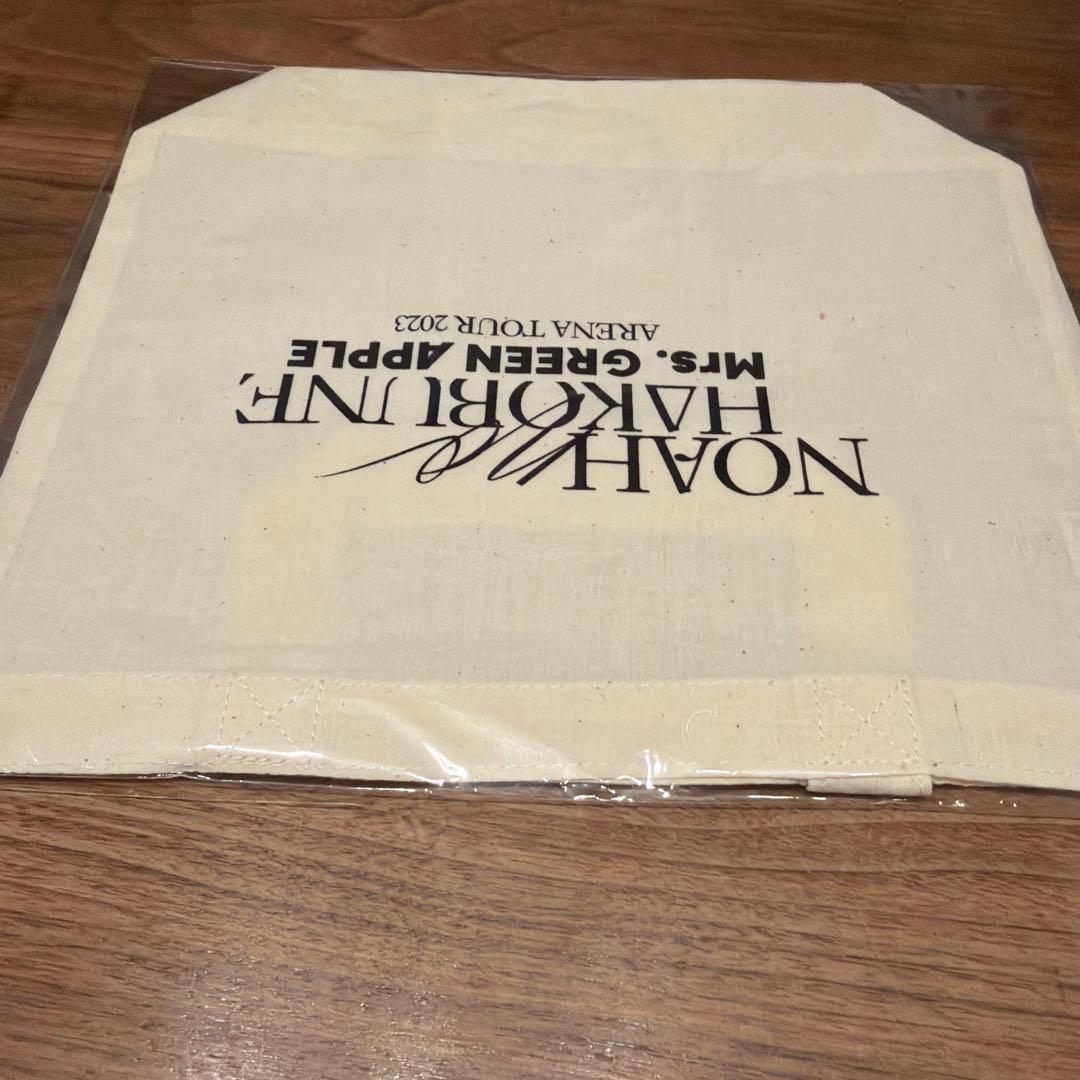 NOAH no
HAKOBUNE
Mrs. GREEN APPLE
ARENA TOUR 2023